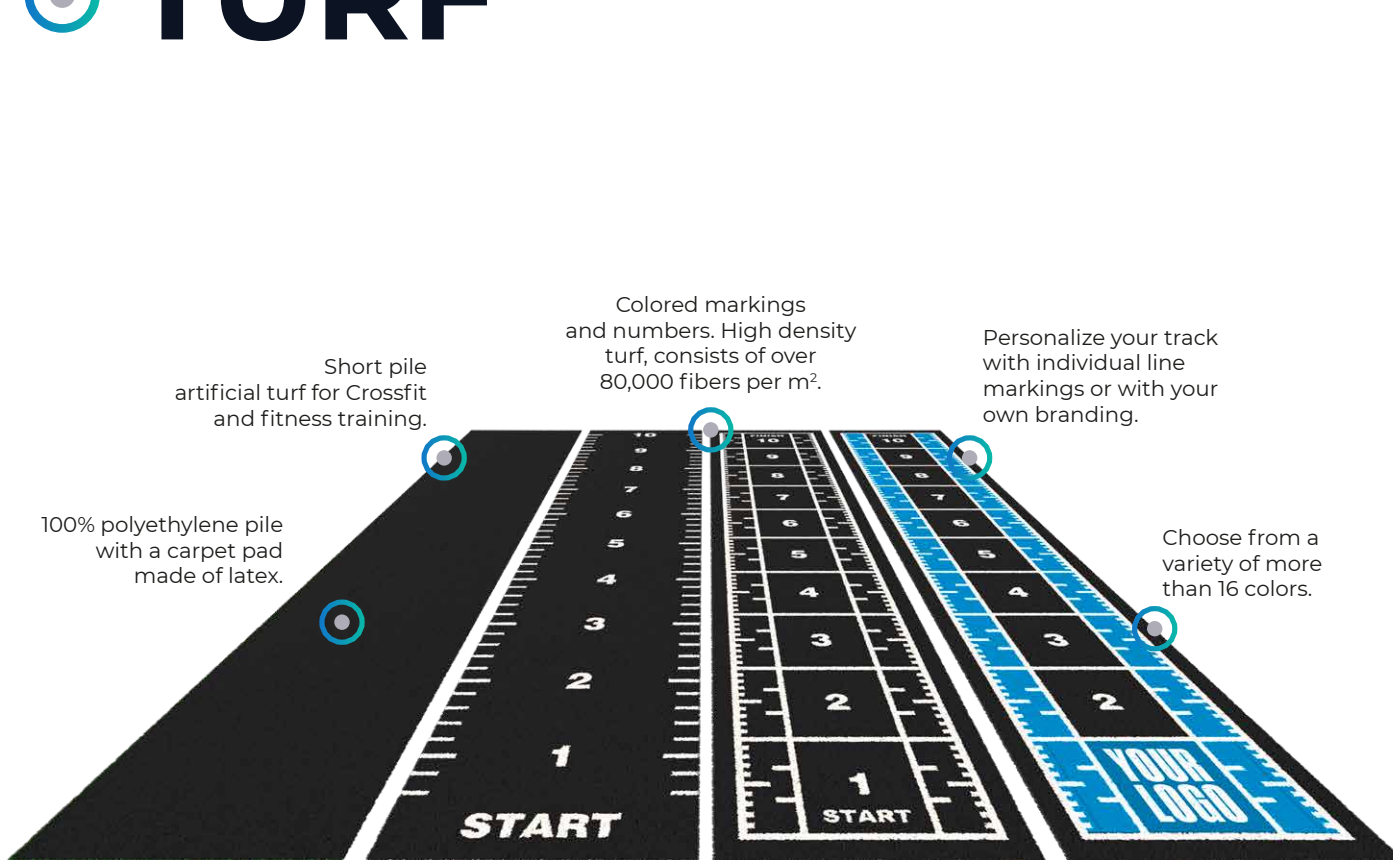 TURF
Colored markings
and numbers. High density
turf, consists of over
80,000 fibers per m².
Personalize your track
with individual line
markings or with your
own branding.
Short pile
artificial turf for Crossfit
and fitness training.
100% polyethylene pile
with a carpet pad
made of latex.
Choose from a
variety of more
than 16 colors.
10
9
8
7
6
5
4
3
2
1
START
FINISH
10
9
8
7
6
5
4
3
2
1
START
FINISH
10
9
8
7
6
5
4
3
2
YOUR
LOGO